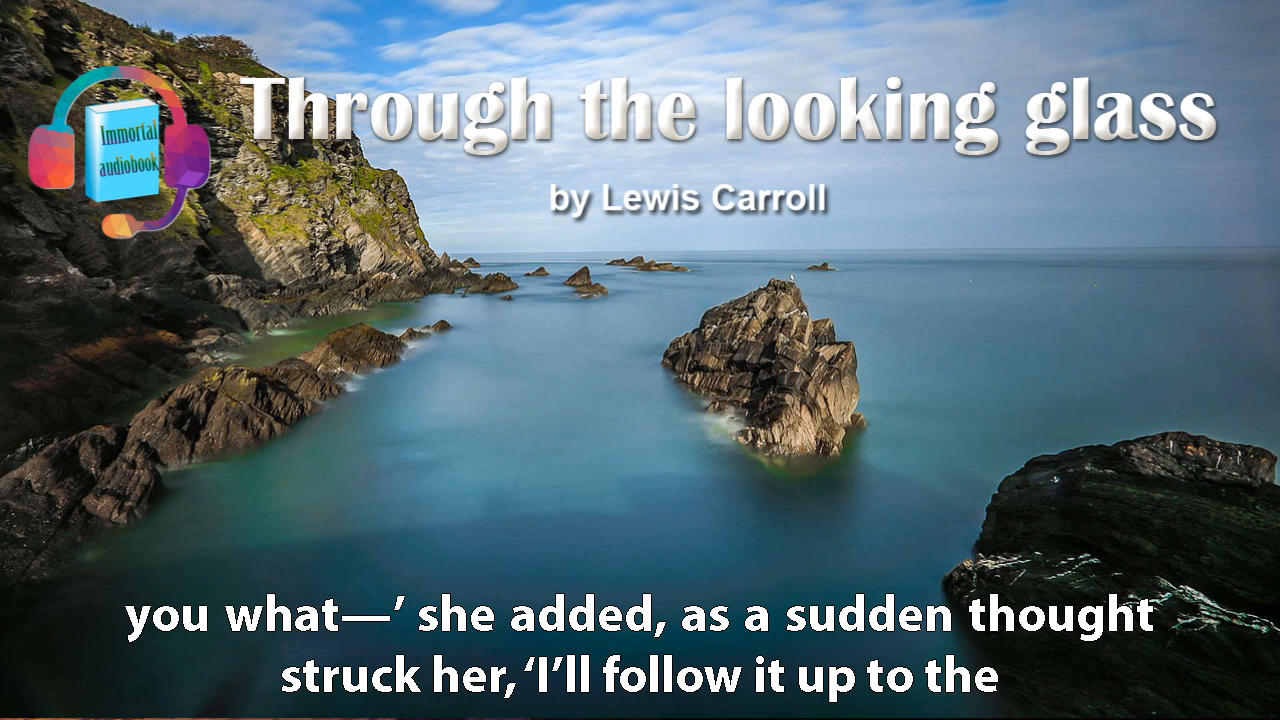 Through the looking glass
Immortal
audiobook
by Lewis Carroll
you what—’ she added, as a sudden thought
struck her, ‘I’ll follow it up to the